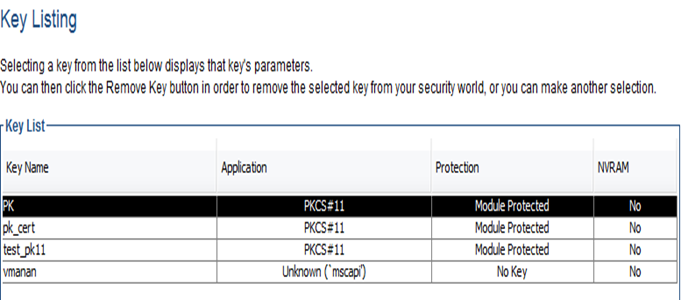 Key Listing
Selecting a key from the list below displays that key's parameters.
You can then click the Remove Key button in order to remove the selected key from your security world, or you can make another selection.
Key List
Key Name Application Protection NVRAM
PK PKCS#11 Module Protected No
pk_cert PKCS#11 Module Protected No
test_pk11 PKCS#11 Module Protected No
vmanan Unknown (`mscapi') No Key No